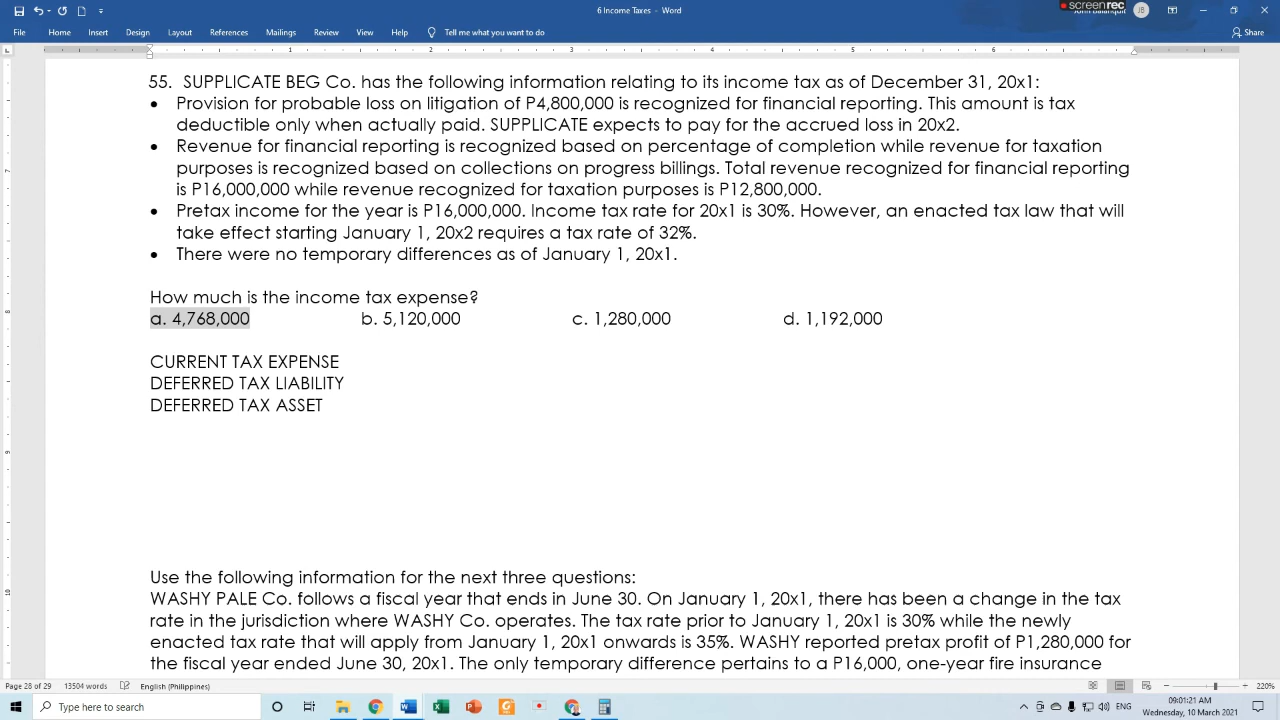 6 Income Taxes - Word
screenrec
John Balanquit JB
File Home Insert Design Layout References Mailings Review View Help Tell me what you want to do Share
55. SUPPLICATE BEG Co. has the following information relating to its income tax as of December 31, 20x1:
• Provision for probable loss on litigation of P4,800,000 is recognized for financial reporting. This amount is tax
deductible only when actually paid. SUPPLICATE expects to pay for the accrued loss in 20x2.
• Revenue for financial reporting is recognized based on percentage of completion while revenue for taxation
purposes is recognized based on collections on progress billings. Total revenue recognized for financial reporting
is P16,000,000 while revenue recognized for taxation purposes is P12,800,000.
• Pretax income for the year is P16,000,000. Income tax rate for 20x1 is 30%. However, an enacted tax law that will
take effect starting January 1, 20x2 requires a tax rate of 32%.
• There were no temporary differences as of January 1, 20x1.
How much is the income tax expense?
a. 4,768,000 b. 5,120,000 c. 1,280,000 d. 1,192,000
CURRENT TAX EXPENSE
DEFERRED TAX LIABILITY
DEFERRED TAX ASSET
Use the following information for the next three questions:
WASHY PALE Co. follows a fiscal year that ends in June 30. On January 1, 20x1, there has been a change in the tax
rate in the jurisdiction where WASHY Co. operates. The tax rate prior to January 1, 20x1 is 30% while the newly
enacted tax rate that will apply from January 1, 20x1 onwards is 35%. WASHY reported pretax profit of P1,280,000 for
the fiscal year ended June 30, 20x1. The only temporary difference pertains to a P16,000, one-year fire insurance
Page 28 of 29 13504 words English (Philippines) 220%
Type here to search ENG 09:01:21 AM
Wednesday, 10 March 2021